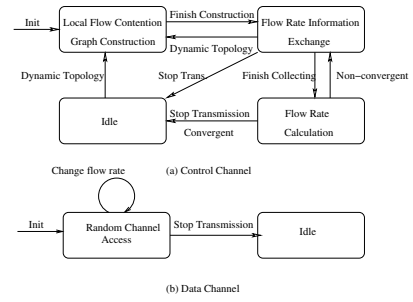 Init
Local Flow Contention
Graph Construction
Finish Construction
Dynamic Topology
Flow Rate Information
Exchange
Dynamic Topology
Stop Trans
Finish Collecting
Non-convergent
Idle
Stop Transmission
Convergent
Flow Rate
Calculation
(a) Control Channel
Change flow rate
Init
Random Channel
Access
Stop Transmission
Idle
(b) Data Channel